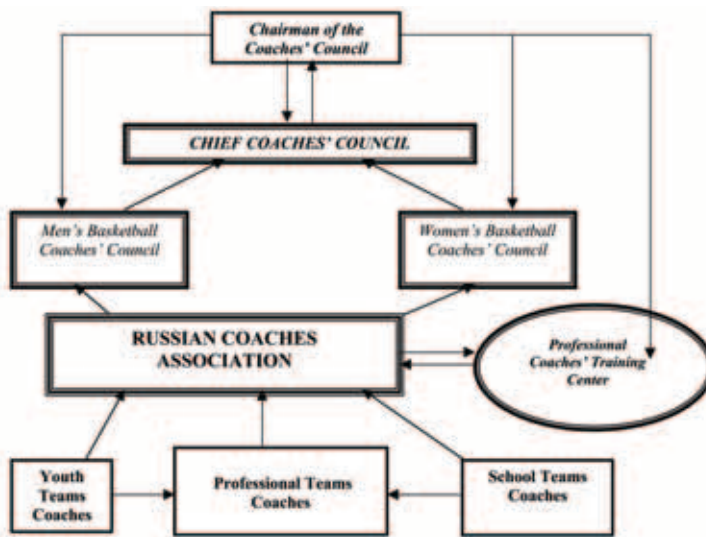 Chairman of the
Coaches' Council
CHIEF COACHES' COUNCIL
Men's Basketball
Coaches' Council
Women's Basketball
Coaches' Council
RUSSIAN COACHES
ASSOCIATION
Professional
Coaches' Training
Center
Youth
Teams
Coaches
Professional Teams
Coaches
School Teams
Coaches